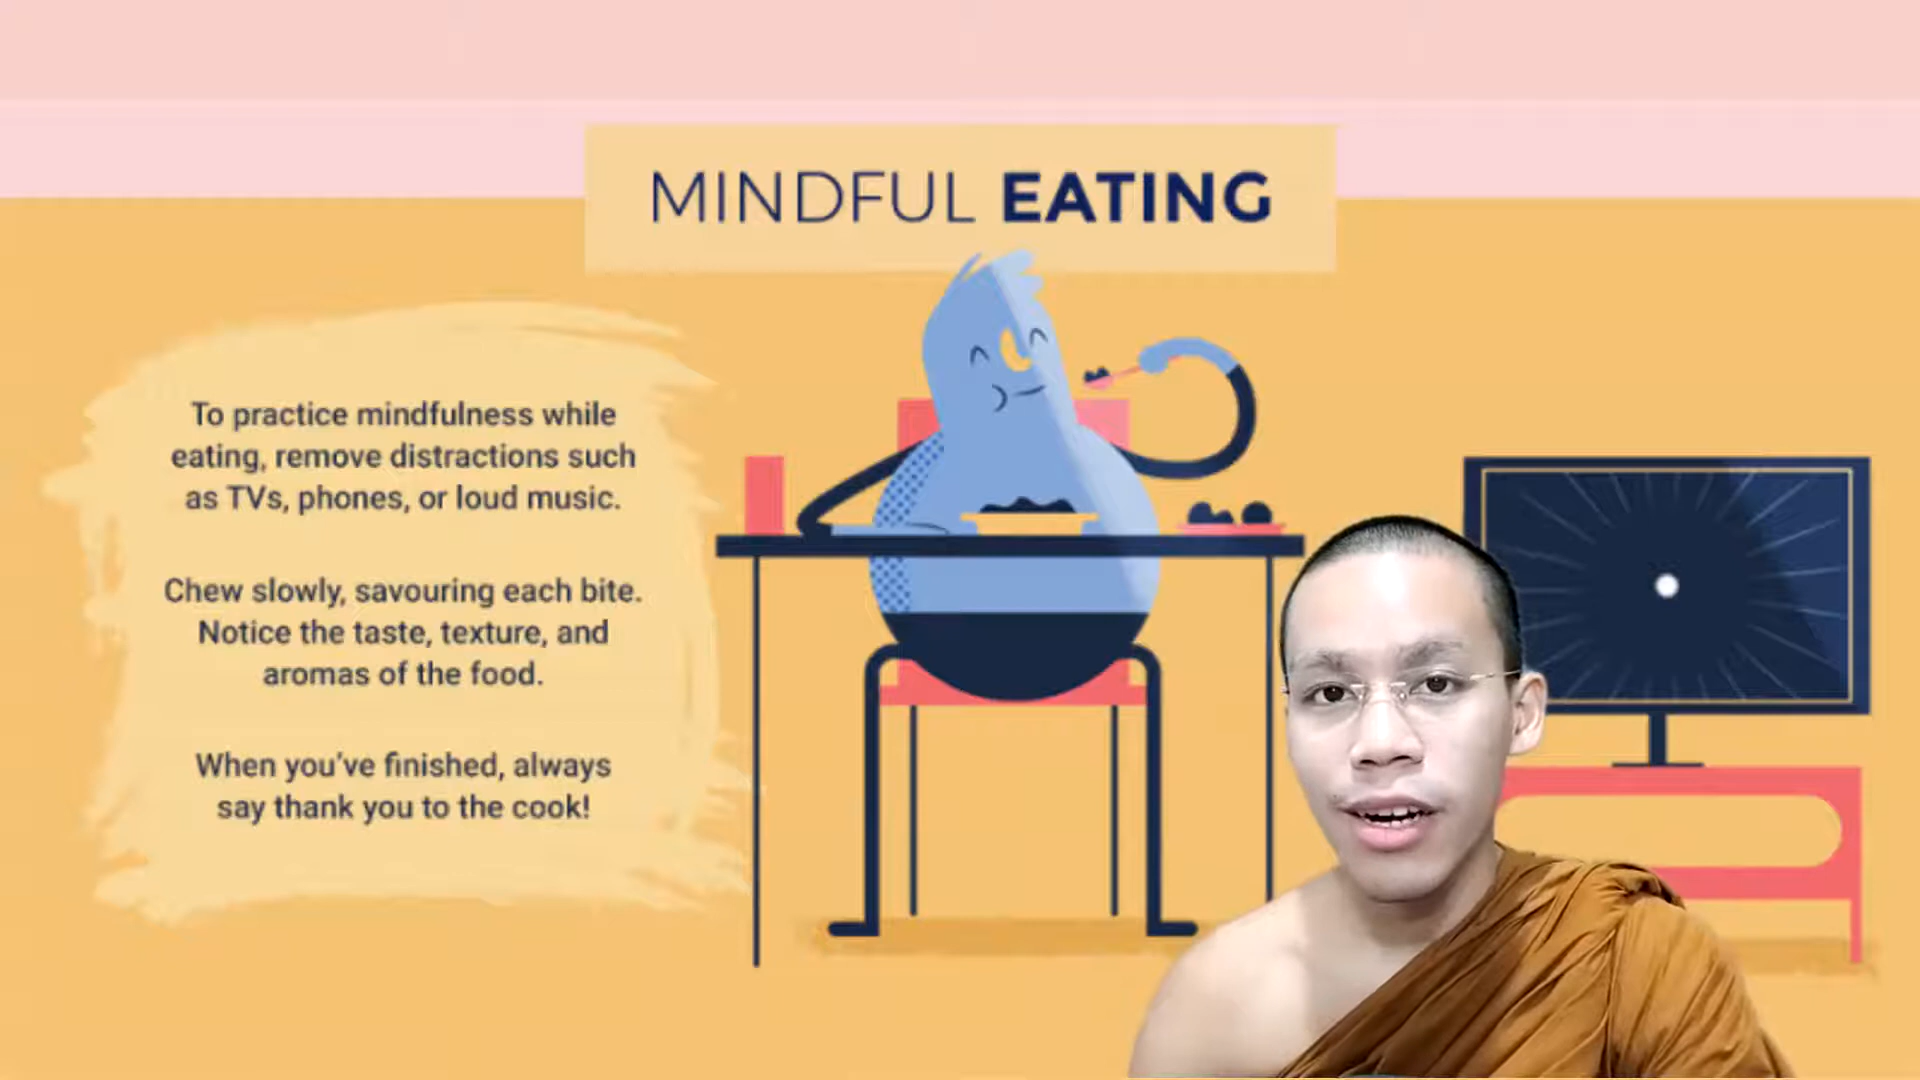 MINDFUL EATING
To practice mindfulness while
eating, remove distractions such
as TVs, phones, or loud music.
Chew slowly, savouring each bite.
Notice the taste, texture, and
aromas of the food.
When you've finished, always
say thank you to the cook!